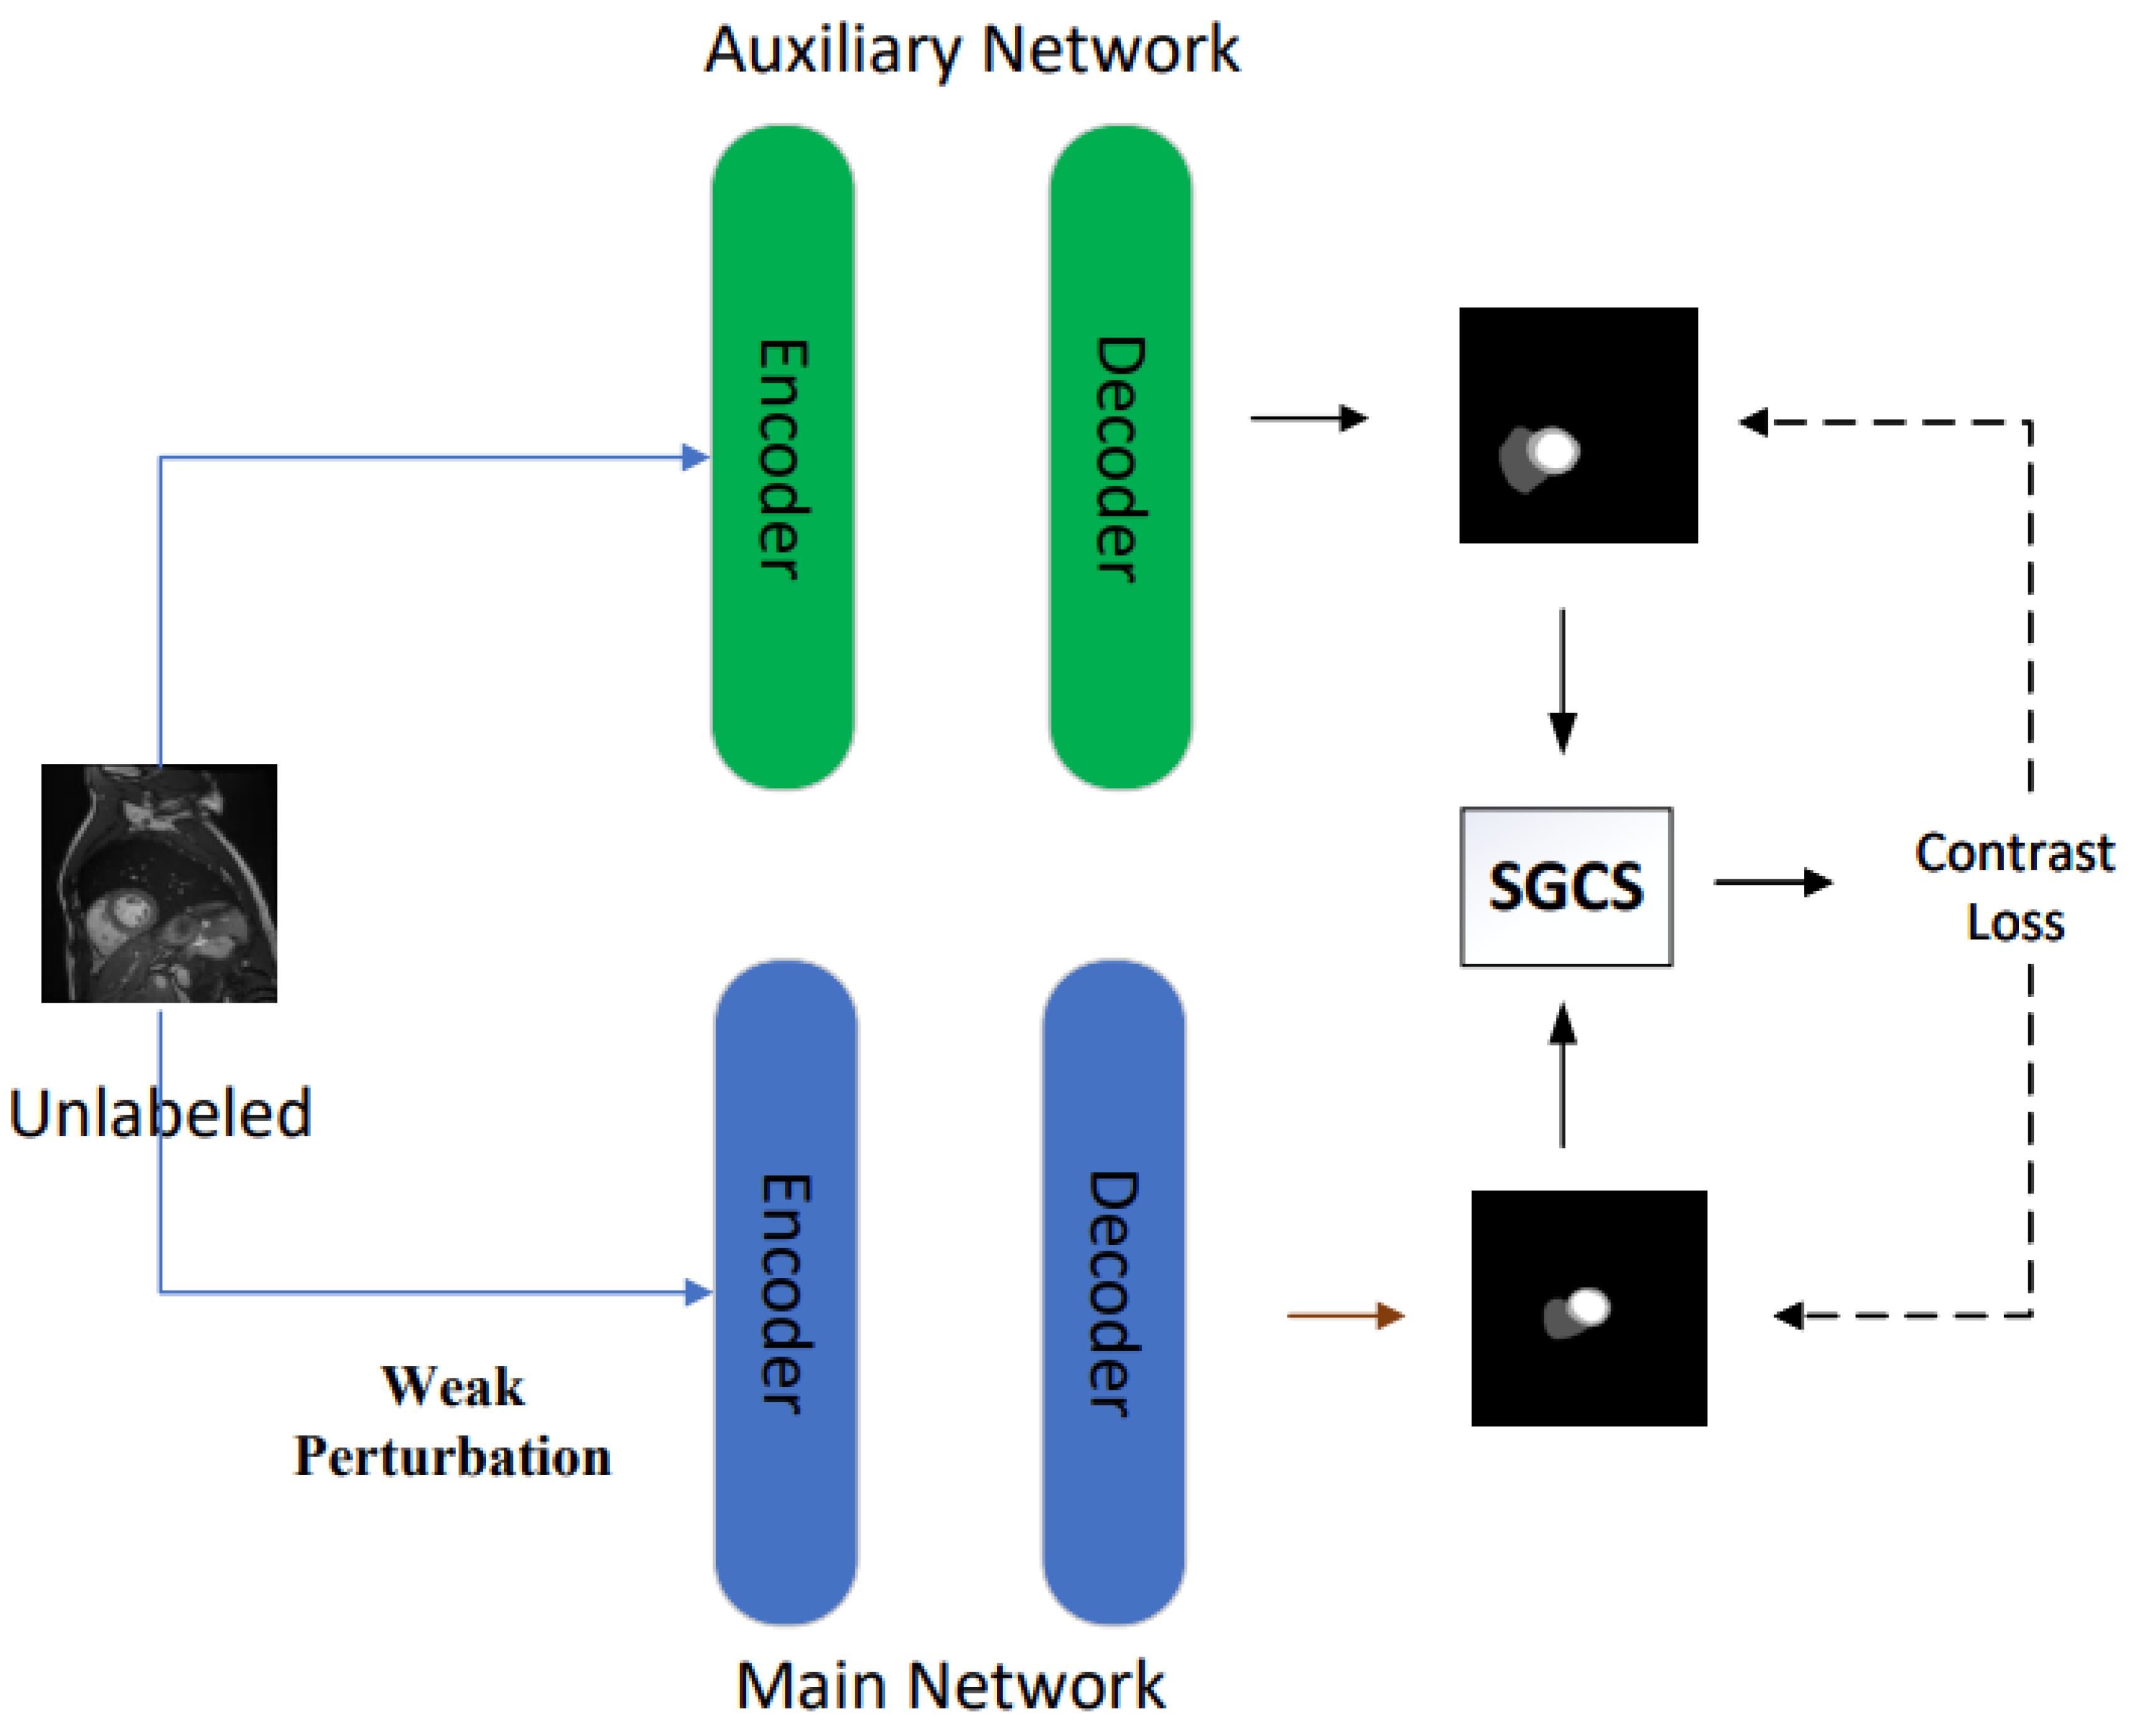 Auxiliary Network
Encoder
Decoder
SGCS
Contrast
Loss
Unlabeled
Encoder
Decoder
Weak
Perturbation
Main Network